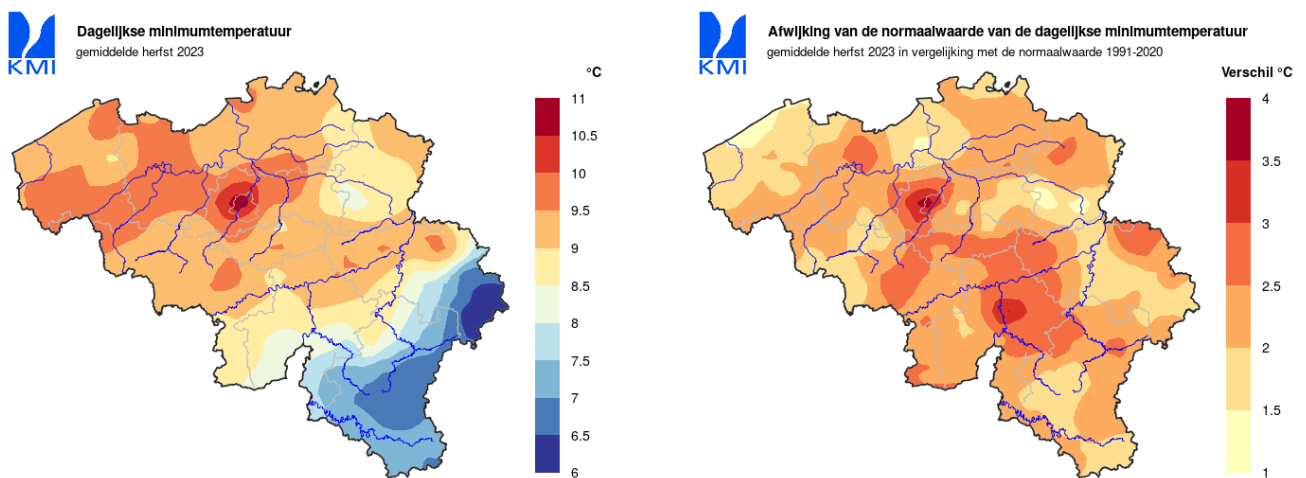 KMI
Dagelijkse minimumtemperatuur
gemiddelde herfst 2023
°C
11
10.5
10
9.5
9
8.5
8
7.5
7
6.5
6
KMI
Afwijking van de normaalwaarde van de dagelijkse minimumtemperatuur
gemiddelde herfst 2023 in vergelijking met de normaalwaarde 1991-2020
Verschil °C
4
3.5
3
2.5
2
1.5
1